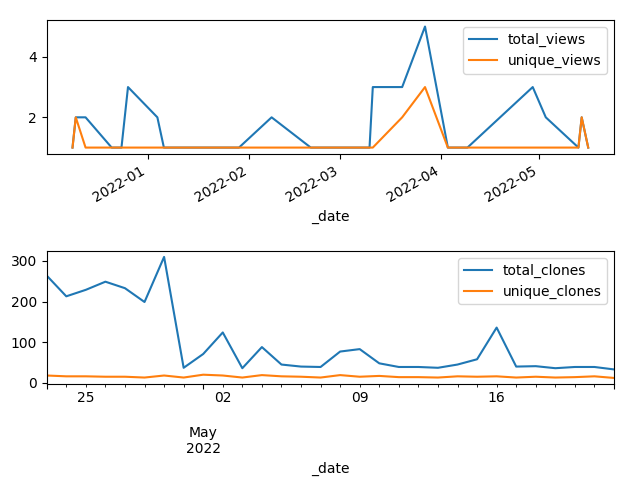 4
2
total_views
unique_views
2022-01
2022-02
2022-03
2022-04
2022-05
_date
300
200
100
0
total_clones
unique_clones
25
02
09
16
May
2022
_date